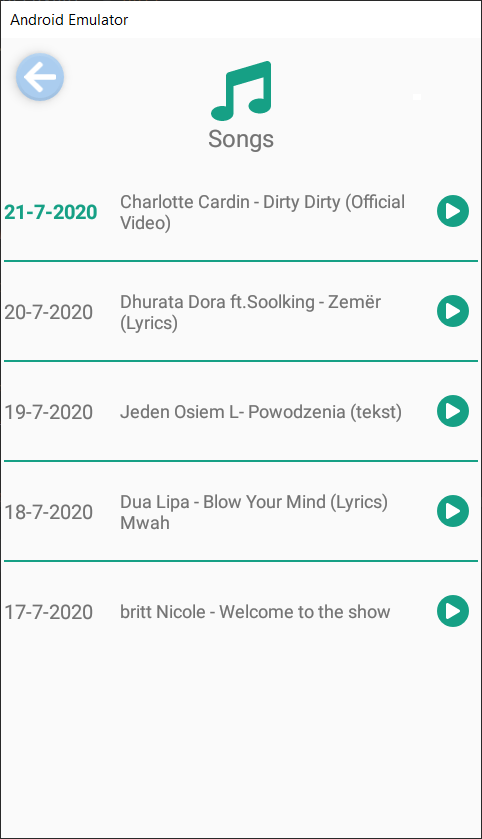 Android Emulator
Songs
21-7-2020
Charlotte Cardin - Dirty Dirty (Official
Video)
20-7-2020
Dhurata Dora ft.Soolking - Zemër
(Lyrics)
19-7-2020
Jeden Osiem L- Powodzenia (tekst)
18-7-2020
Dua Lipa - Blow Your Mind (Lyrics)
Mwah
17-7-2020
britt Nicole - Welcome to the show